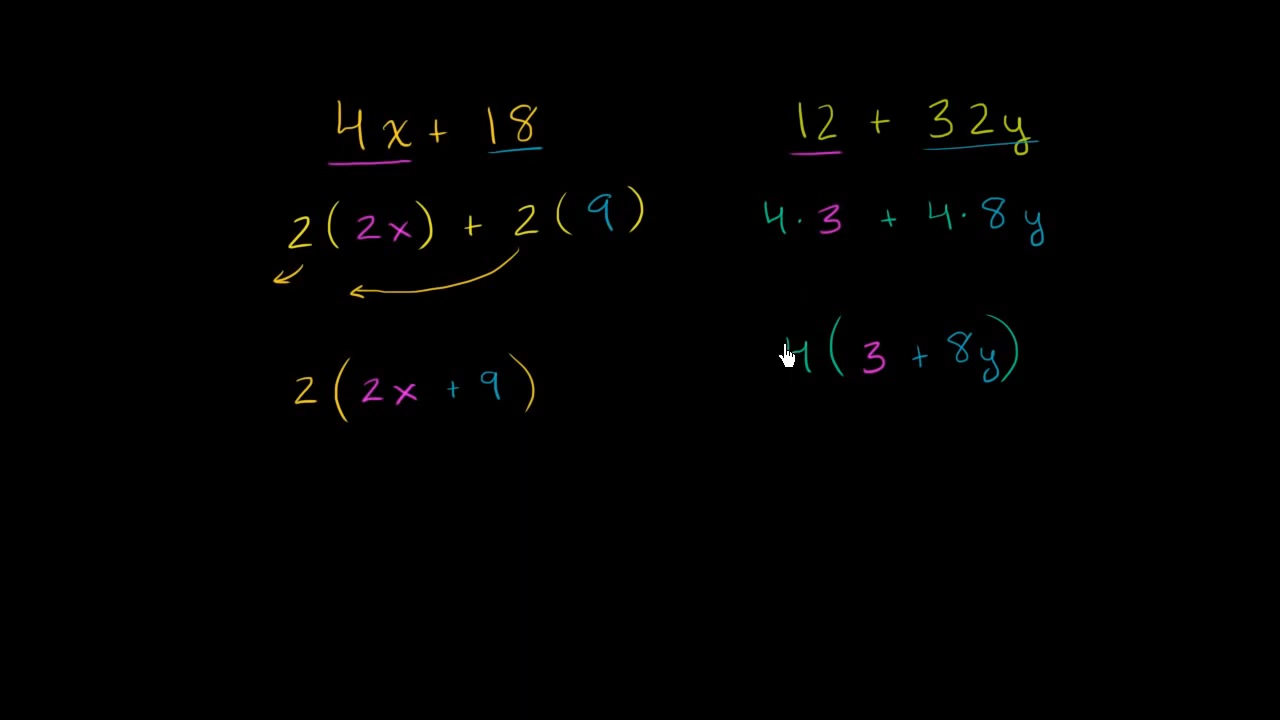 4x + 18
2(2x) + 2(9)
2(2x + 9)
12 + 32y
4·3 + 4·8y
4(3 + 8y)